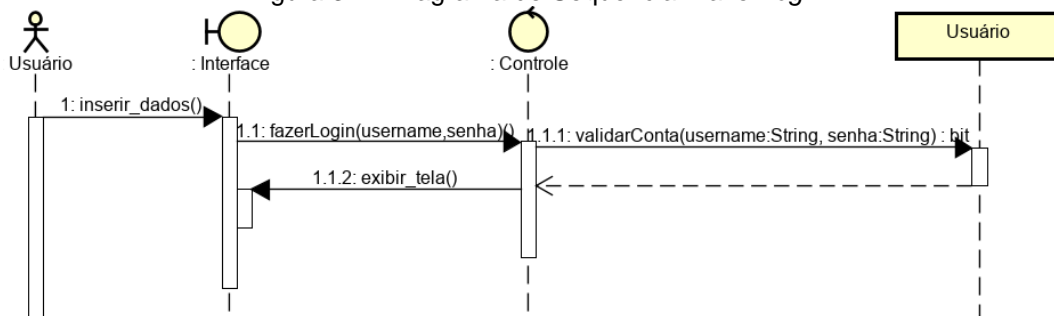 Usuário
: Interface
: Controle
Usuário
1: inserir_dados()
1.1: fazerLogin(username,senha)()
1.1.1: validarConta(username:String, senha:String) : bit
1.1.2: exibir_tela()